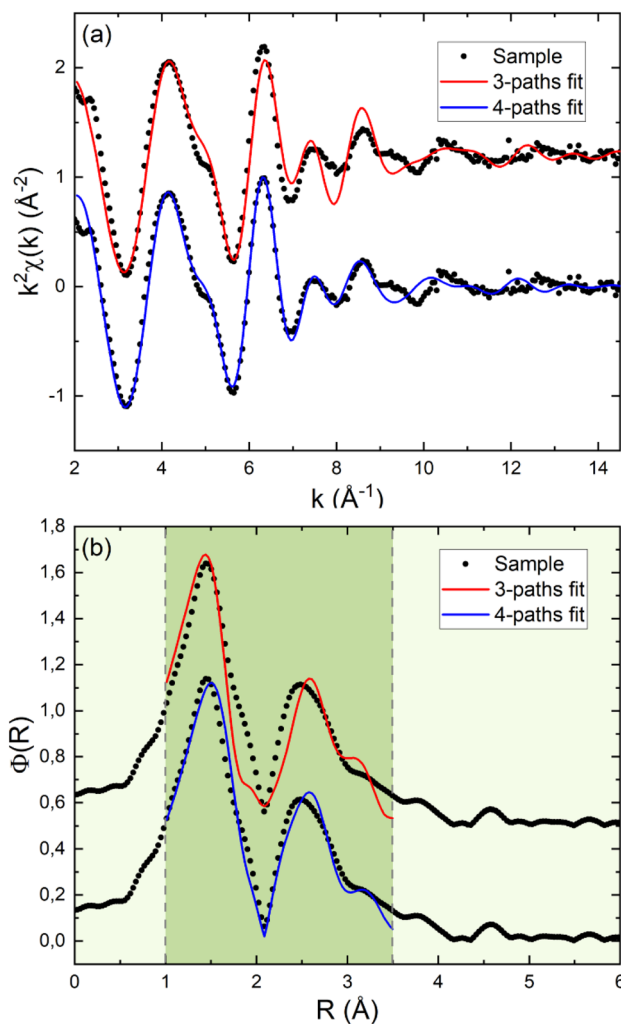 (a)
Sample
3-paths fit
4-paths fit
k²χ(k) (Å⁻²)
2
1
0
-1
2 4 6 8 10 12 14
k (Å⁻¹)
(b)
Sample
3-paths fit
4-paths fit
Φ(R)
1,8
1,6
1,4
1,2
1,0
0,8
0,6
0,4
0,2
0,0
0 1 2 3 4 5 6
R (Å)